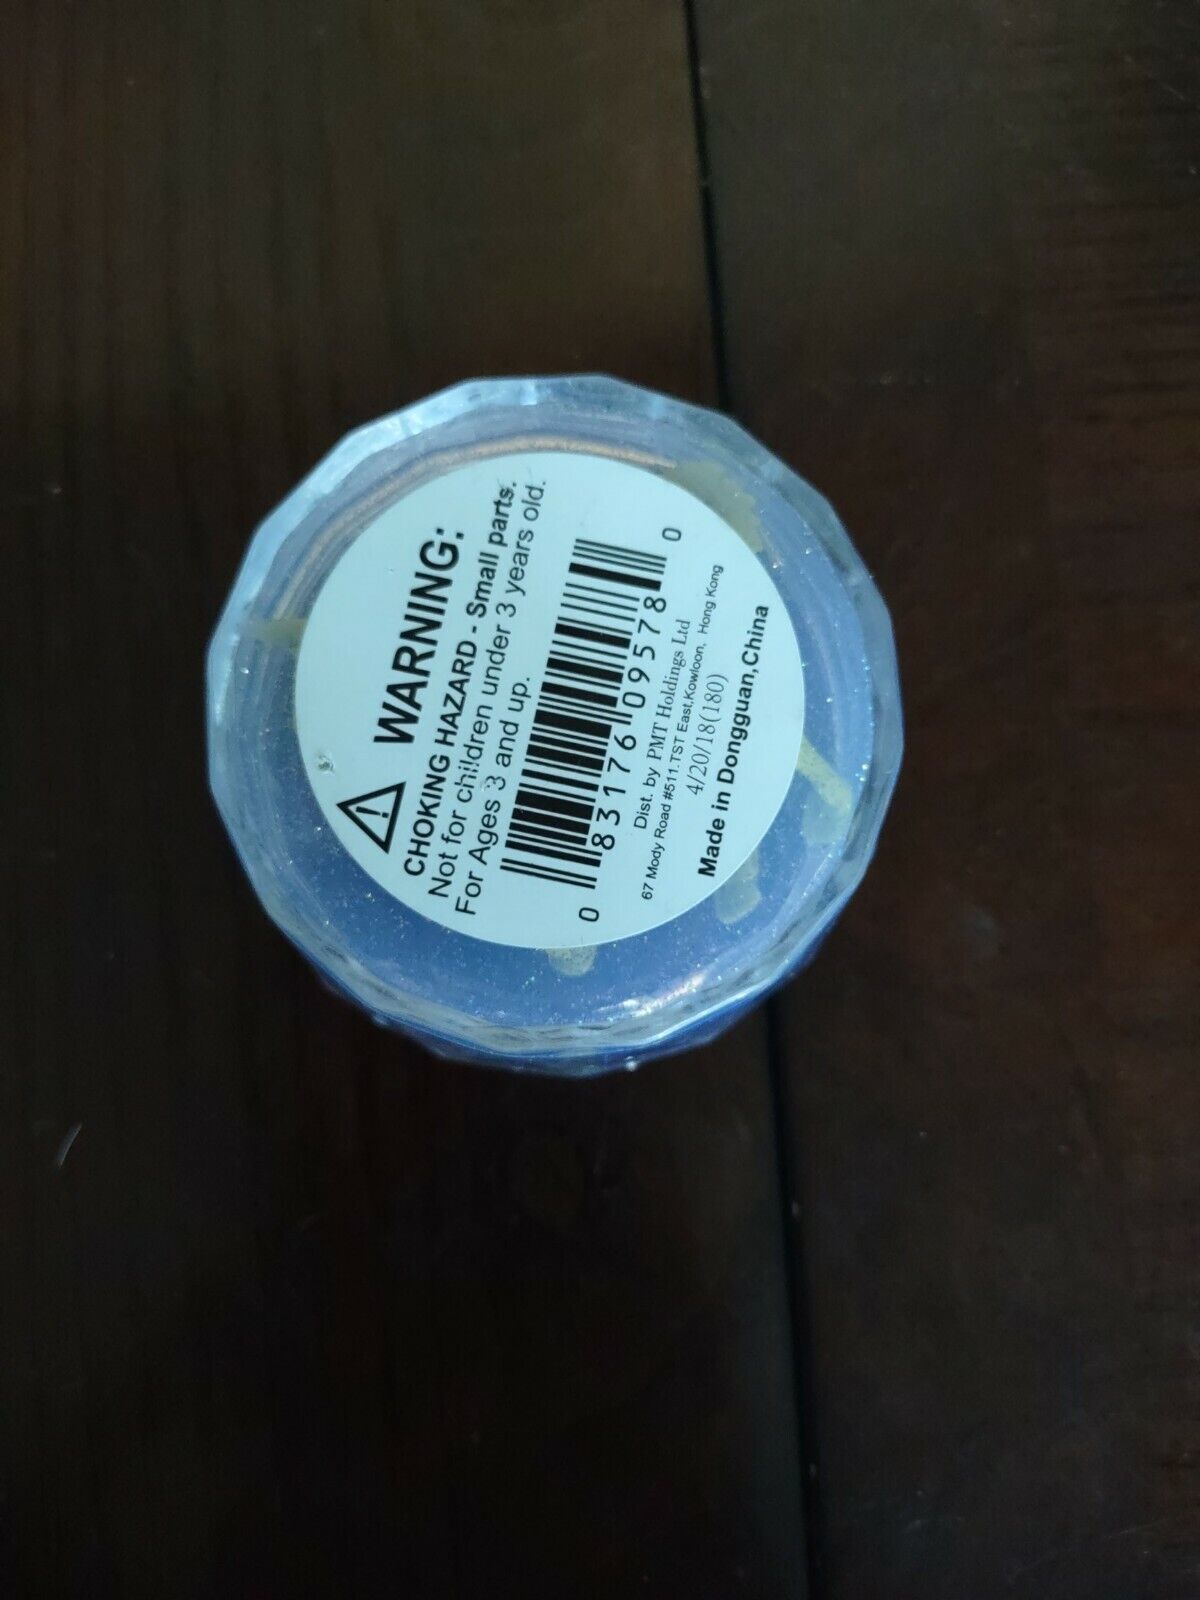 WARNING:
CHOKING HAZARD - Small parts.
Not for children under 3 years old.
For Ages 3 and up.
0 83176 09578 0
Dist. by PMT Holdings Ltd
67 Mody Road #511.TST East,Kowloon, Hong Kong
4/20/18(180)
Made in Dongguan,China